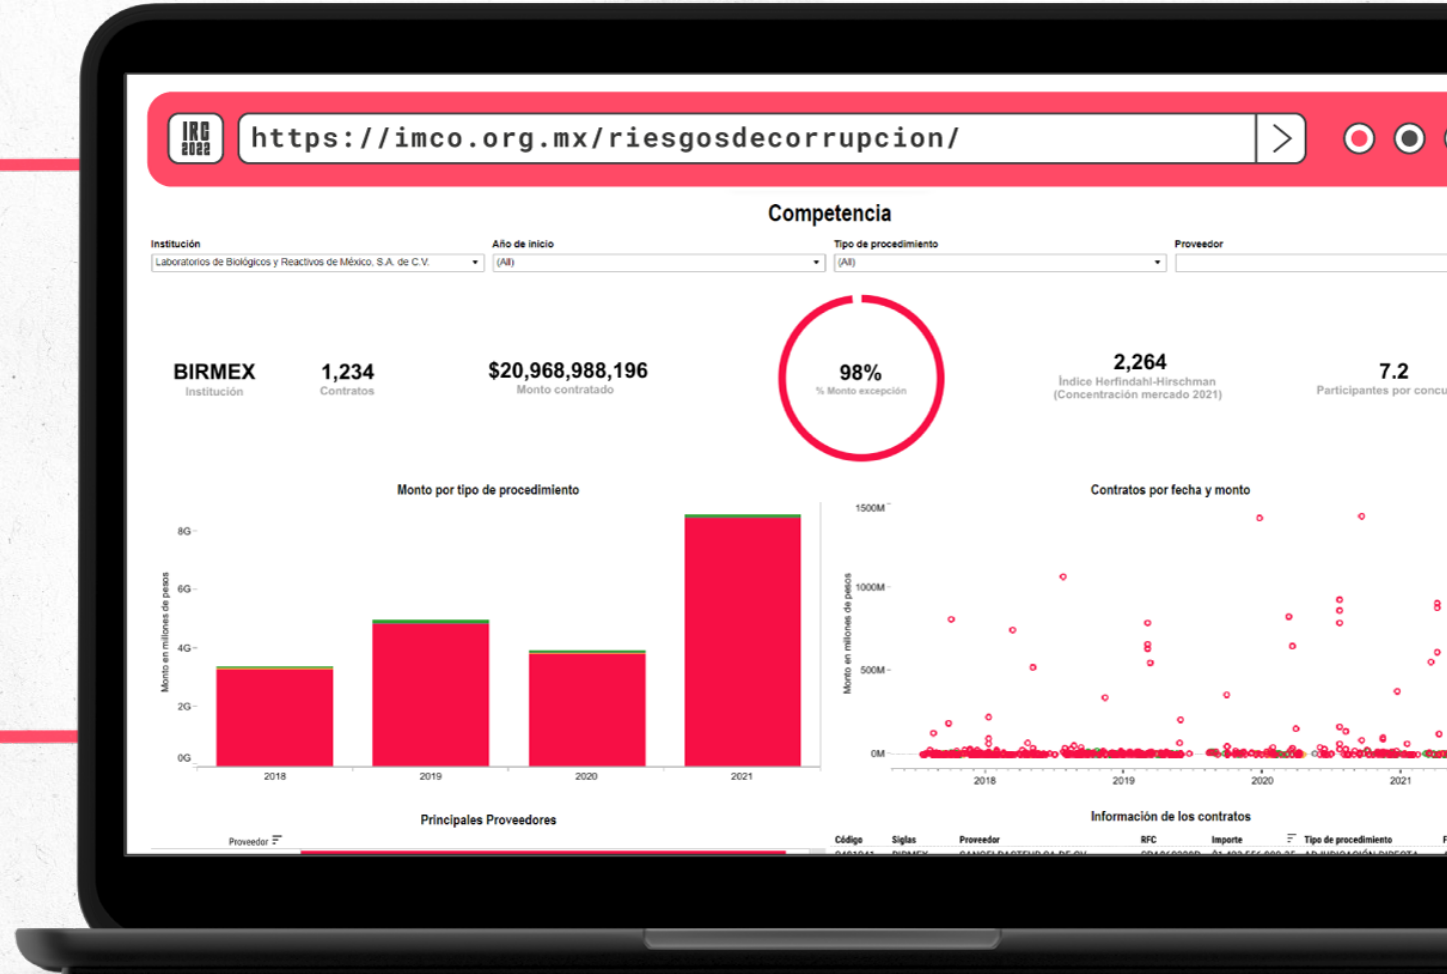 IRC
2022
https://imco.org.mx/riesgosdecorrupcion/
Competencia
Institución
Año de inicio
Tipo de procedimiento
Proveedor
Laboratorios de Biológicos y Reactivos de México, S.A. de C.V.
(All)
(All)
BIRMEX
Institución
1,234
Contratos
$20,968,988,196
Monto contratado
98%
% Monto excepción
2,264
Índice Herfindahl-Hirschman
(Concentración mercado 2021)
7.2
Participantes por concu
Monto por tipo de procedimiento
Monto en millones de pesos
8G
6G
4G
2G
0G
2018
2019
2020
2021
Contratos por fecha y monto
Monto en millones de pesos
1500M
1000M
500M
0M
2018
2019
2020
2021
Principales Proveedores
Proveedor
Información de los contratos
Código
Siglas
Proveedor
RFC
Importe
Tipo de procedimiento
F